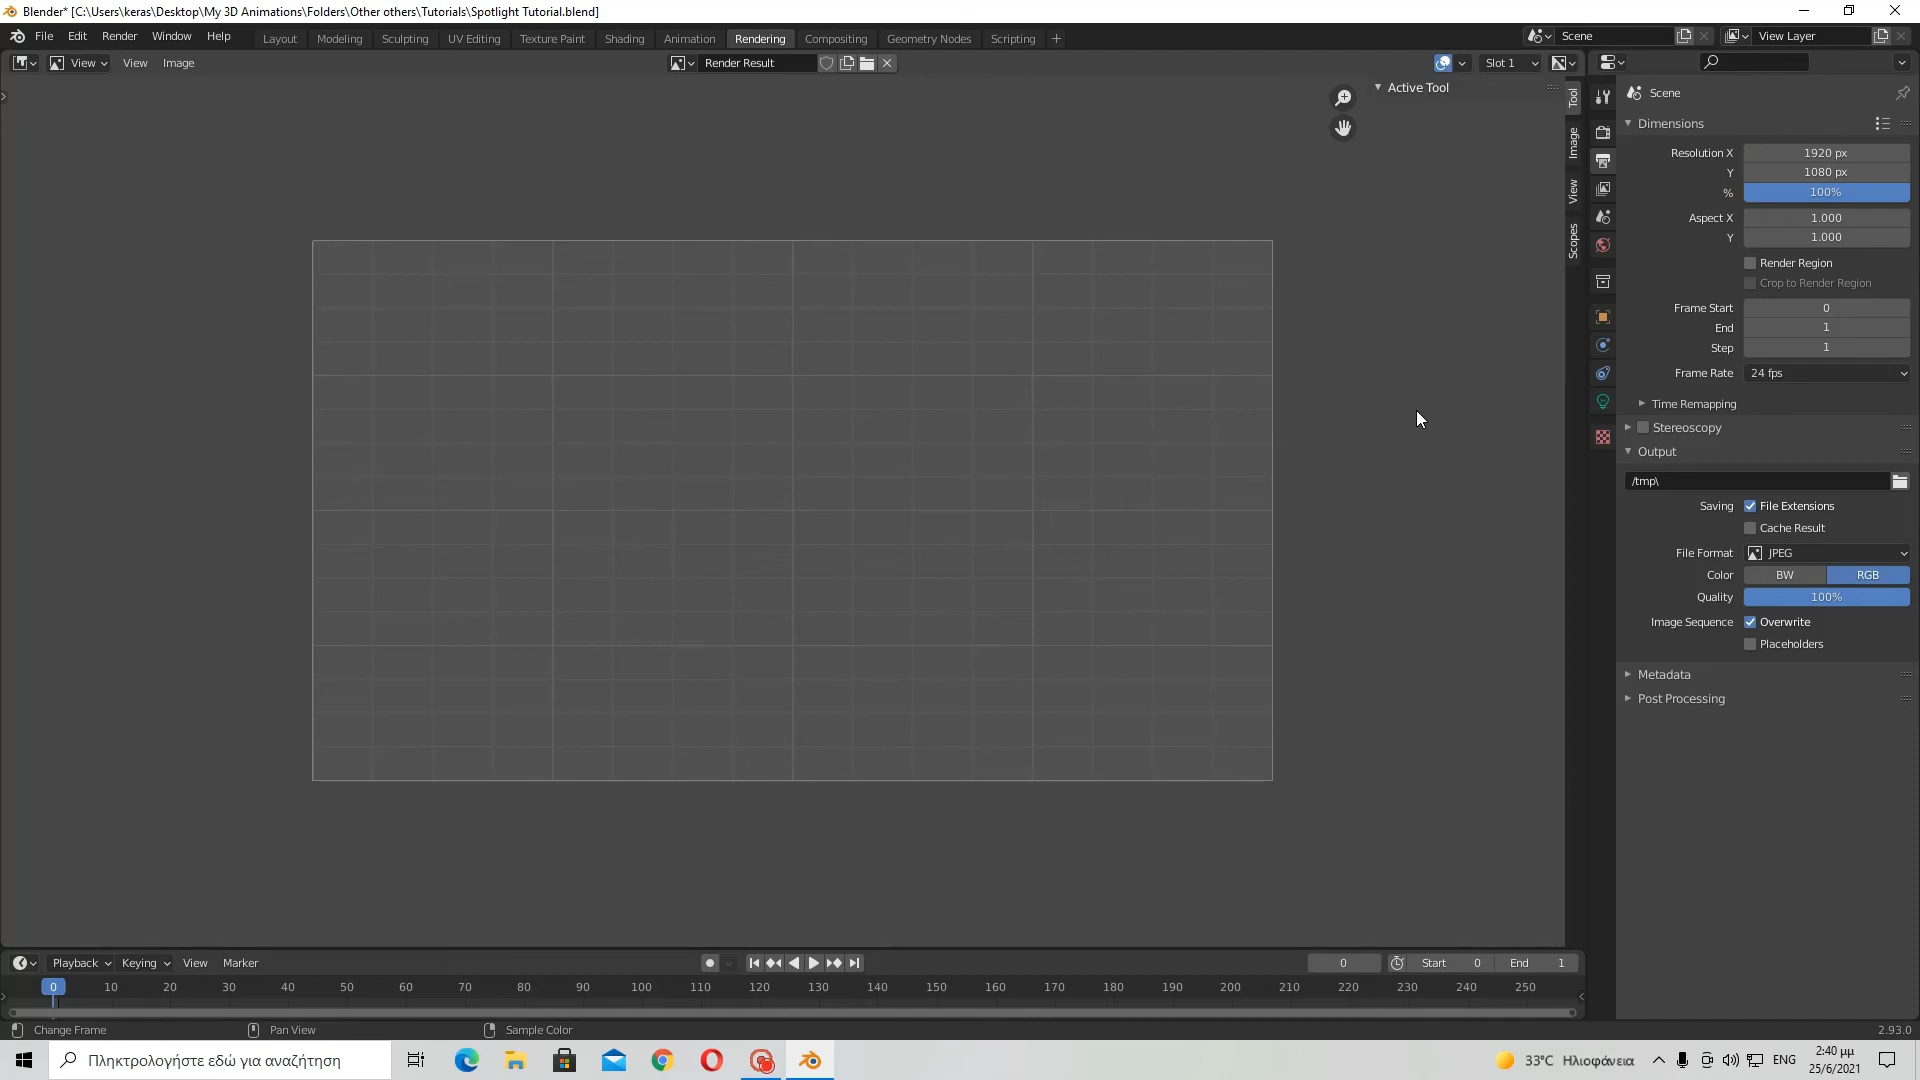 Blender* [C:\Users\keras\Desktop\My 3D Animations\Folders\Other others\Tutorials\Spotlight Tutorial.blend]
File Edit Render Window Help Layout Modeling Sculpting UV Editing Texture Paint Shading Animation Rendering Compositing Geometry Nodes Scripting + Scene View Layer
View View Image Render Result Slot 1
Active Tool
Tool
Image
View
Scopes
Scene
Dimensions
Resolution X 1920 px
Y 1080 px
% 100%
Aspect X 1.000
Y 1.000
Render Region
Crop to Render Region
Frame Start 0
End 1
Step 1
Frame Rate 24 fps
Time Remapping
Stereoscopy
Output
/tmp\
Saving File Extensions
Cache Result
File Format JPEG
Color BW RGB
Quality 100%
Image Sequence Overwrite
Placeholders
Metadata
Post Processing
Playback Keying View Marker 0 Start 0 End 1
0 10 20 30 40 50 60 70 80 90 100 110 120 130 140 150 160 170 180 190 200 210 220 230 240 250
Change Frame Pan View Sample Color 2.93.0
Πληκτρολογήστε εδώ για αναζήτηση 33°C Ηλιοφάνεια ENG 2:40 μμ
25/6/2021